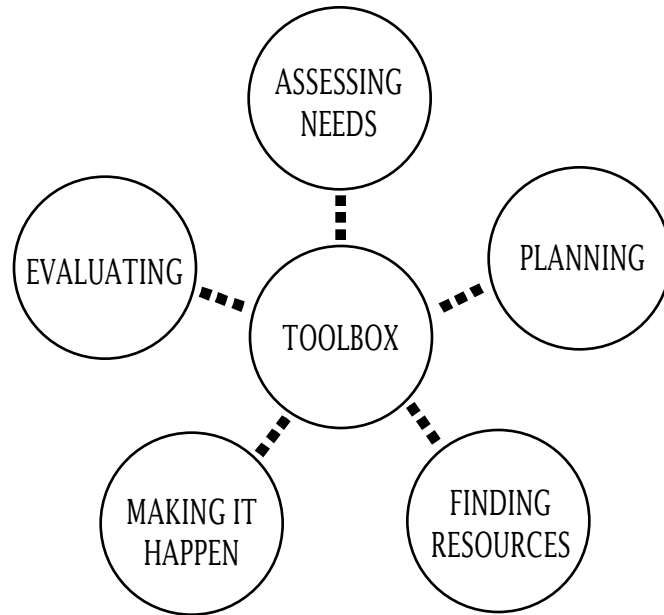 ASSESSING
NEEDS
PLANNING
EVALUATING
TOOLBOX
FINDING
RESOURCES
MAKING IT
HAPPEN